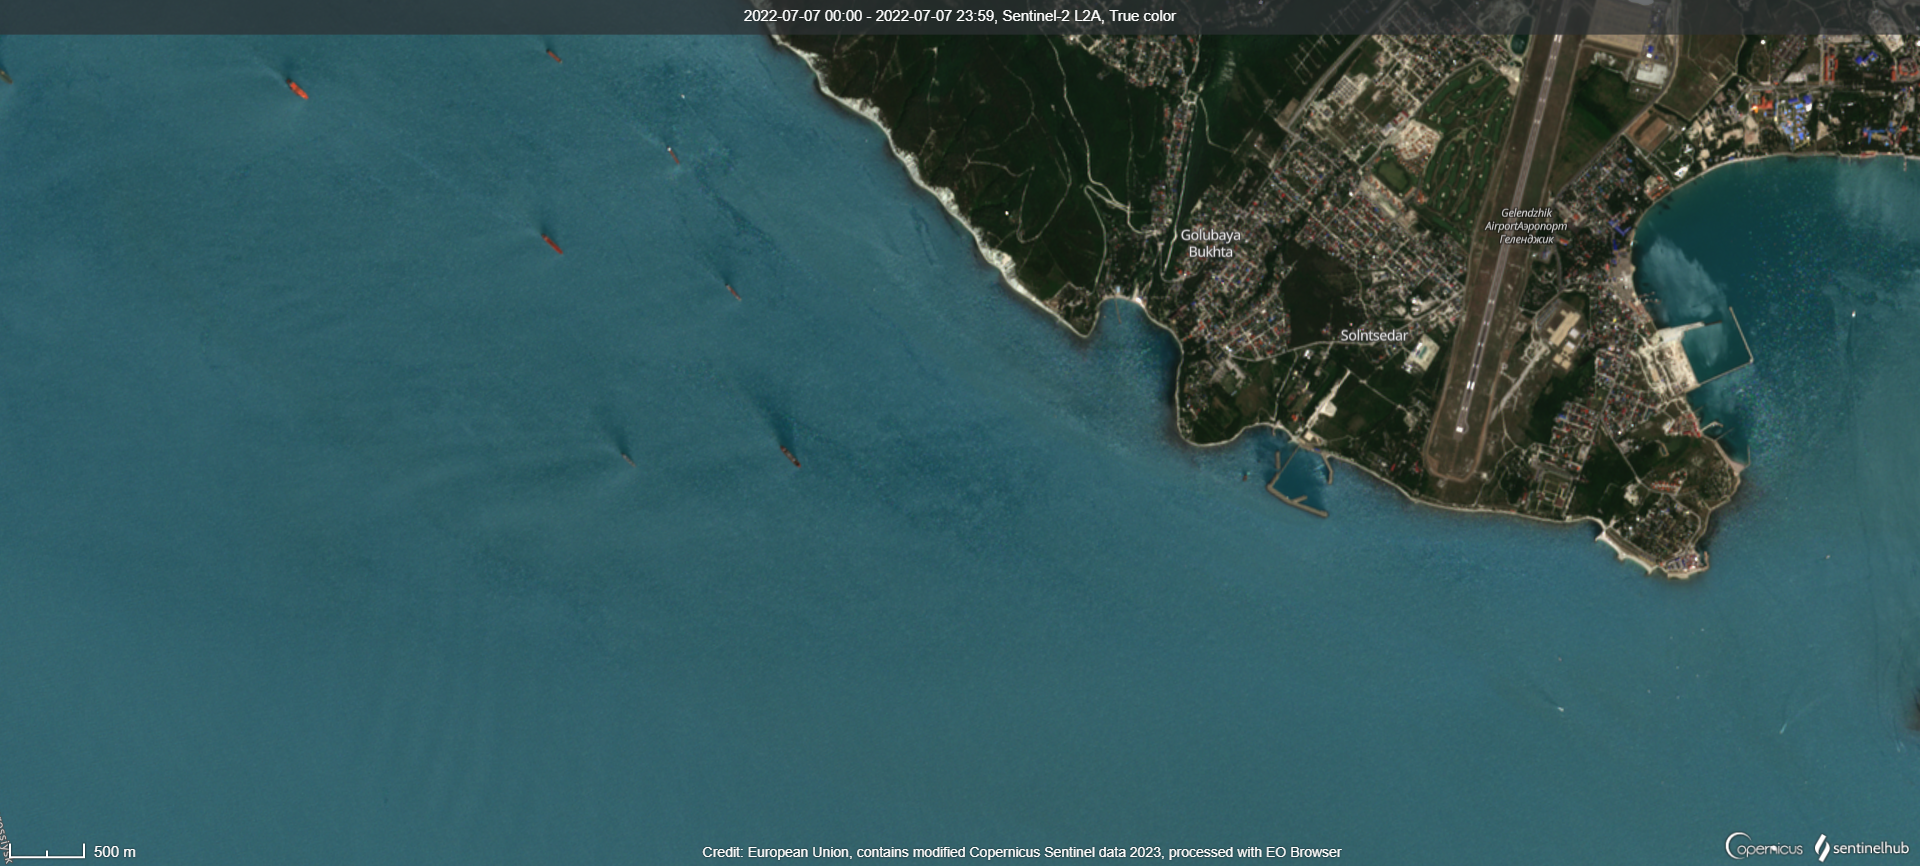 2022-07-07 00:00 - 2022-07-07 23:59, Sentinel-2 L2A, True color
Gelendzhik
AirportАэропорт
Геленджик
Golubaya
Bukhta
Solntsedar
500 m
Credit: European Union, contains modified Copernicus Sentinel data 2023, processed with EO Browser
Copernicus
sentinelhub